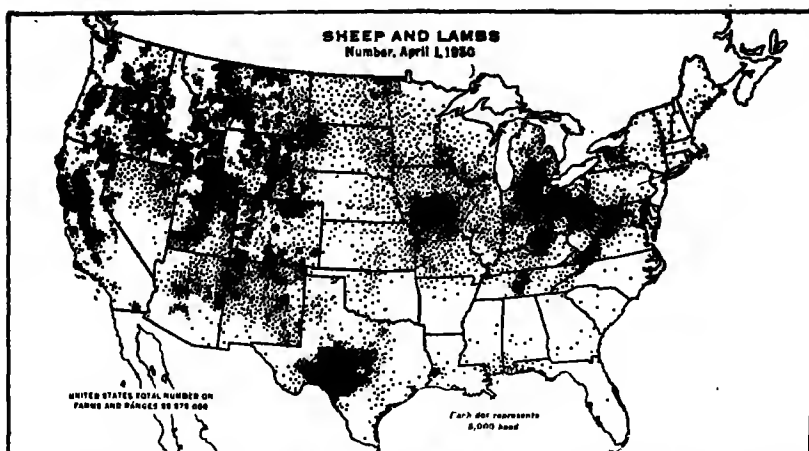 SHEEP AND LAMBS
Number, April 1, 1930
UNITED STATES TOTAL NUMBER ON
FARMS AND RANGES
Each dot represents
5,000 head